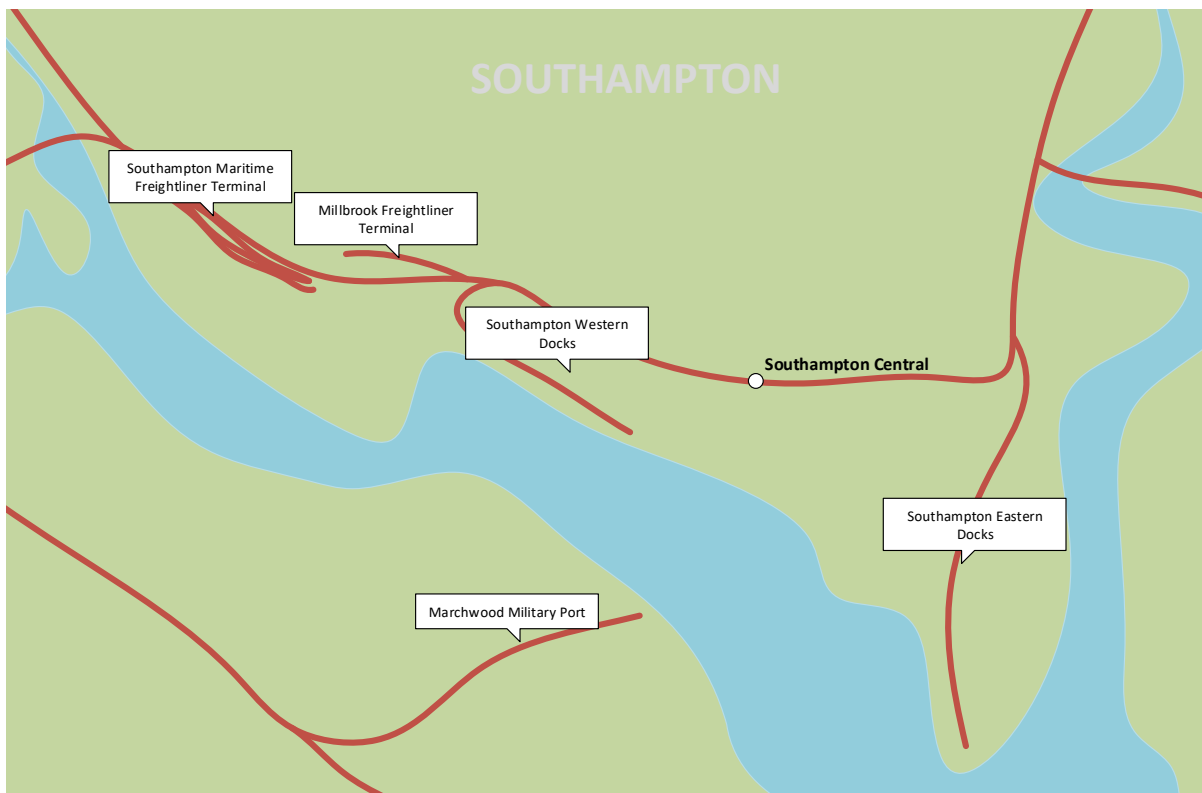 SOUTHAMPTON
Southampton Maritime
Freightliner Terminal
Millbrook Freightliner
Terminal
Southampton Western
Docks
Southampton Central
Southampton Eastern
Docks
Marchwood Military Port